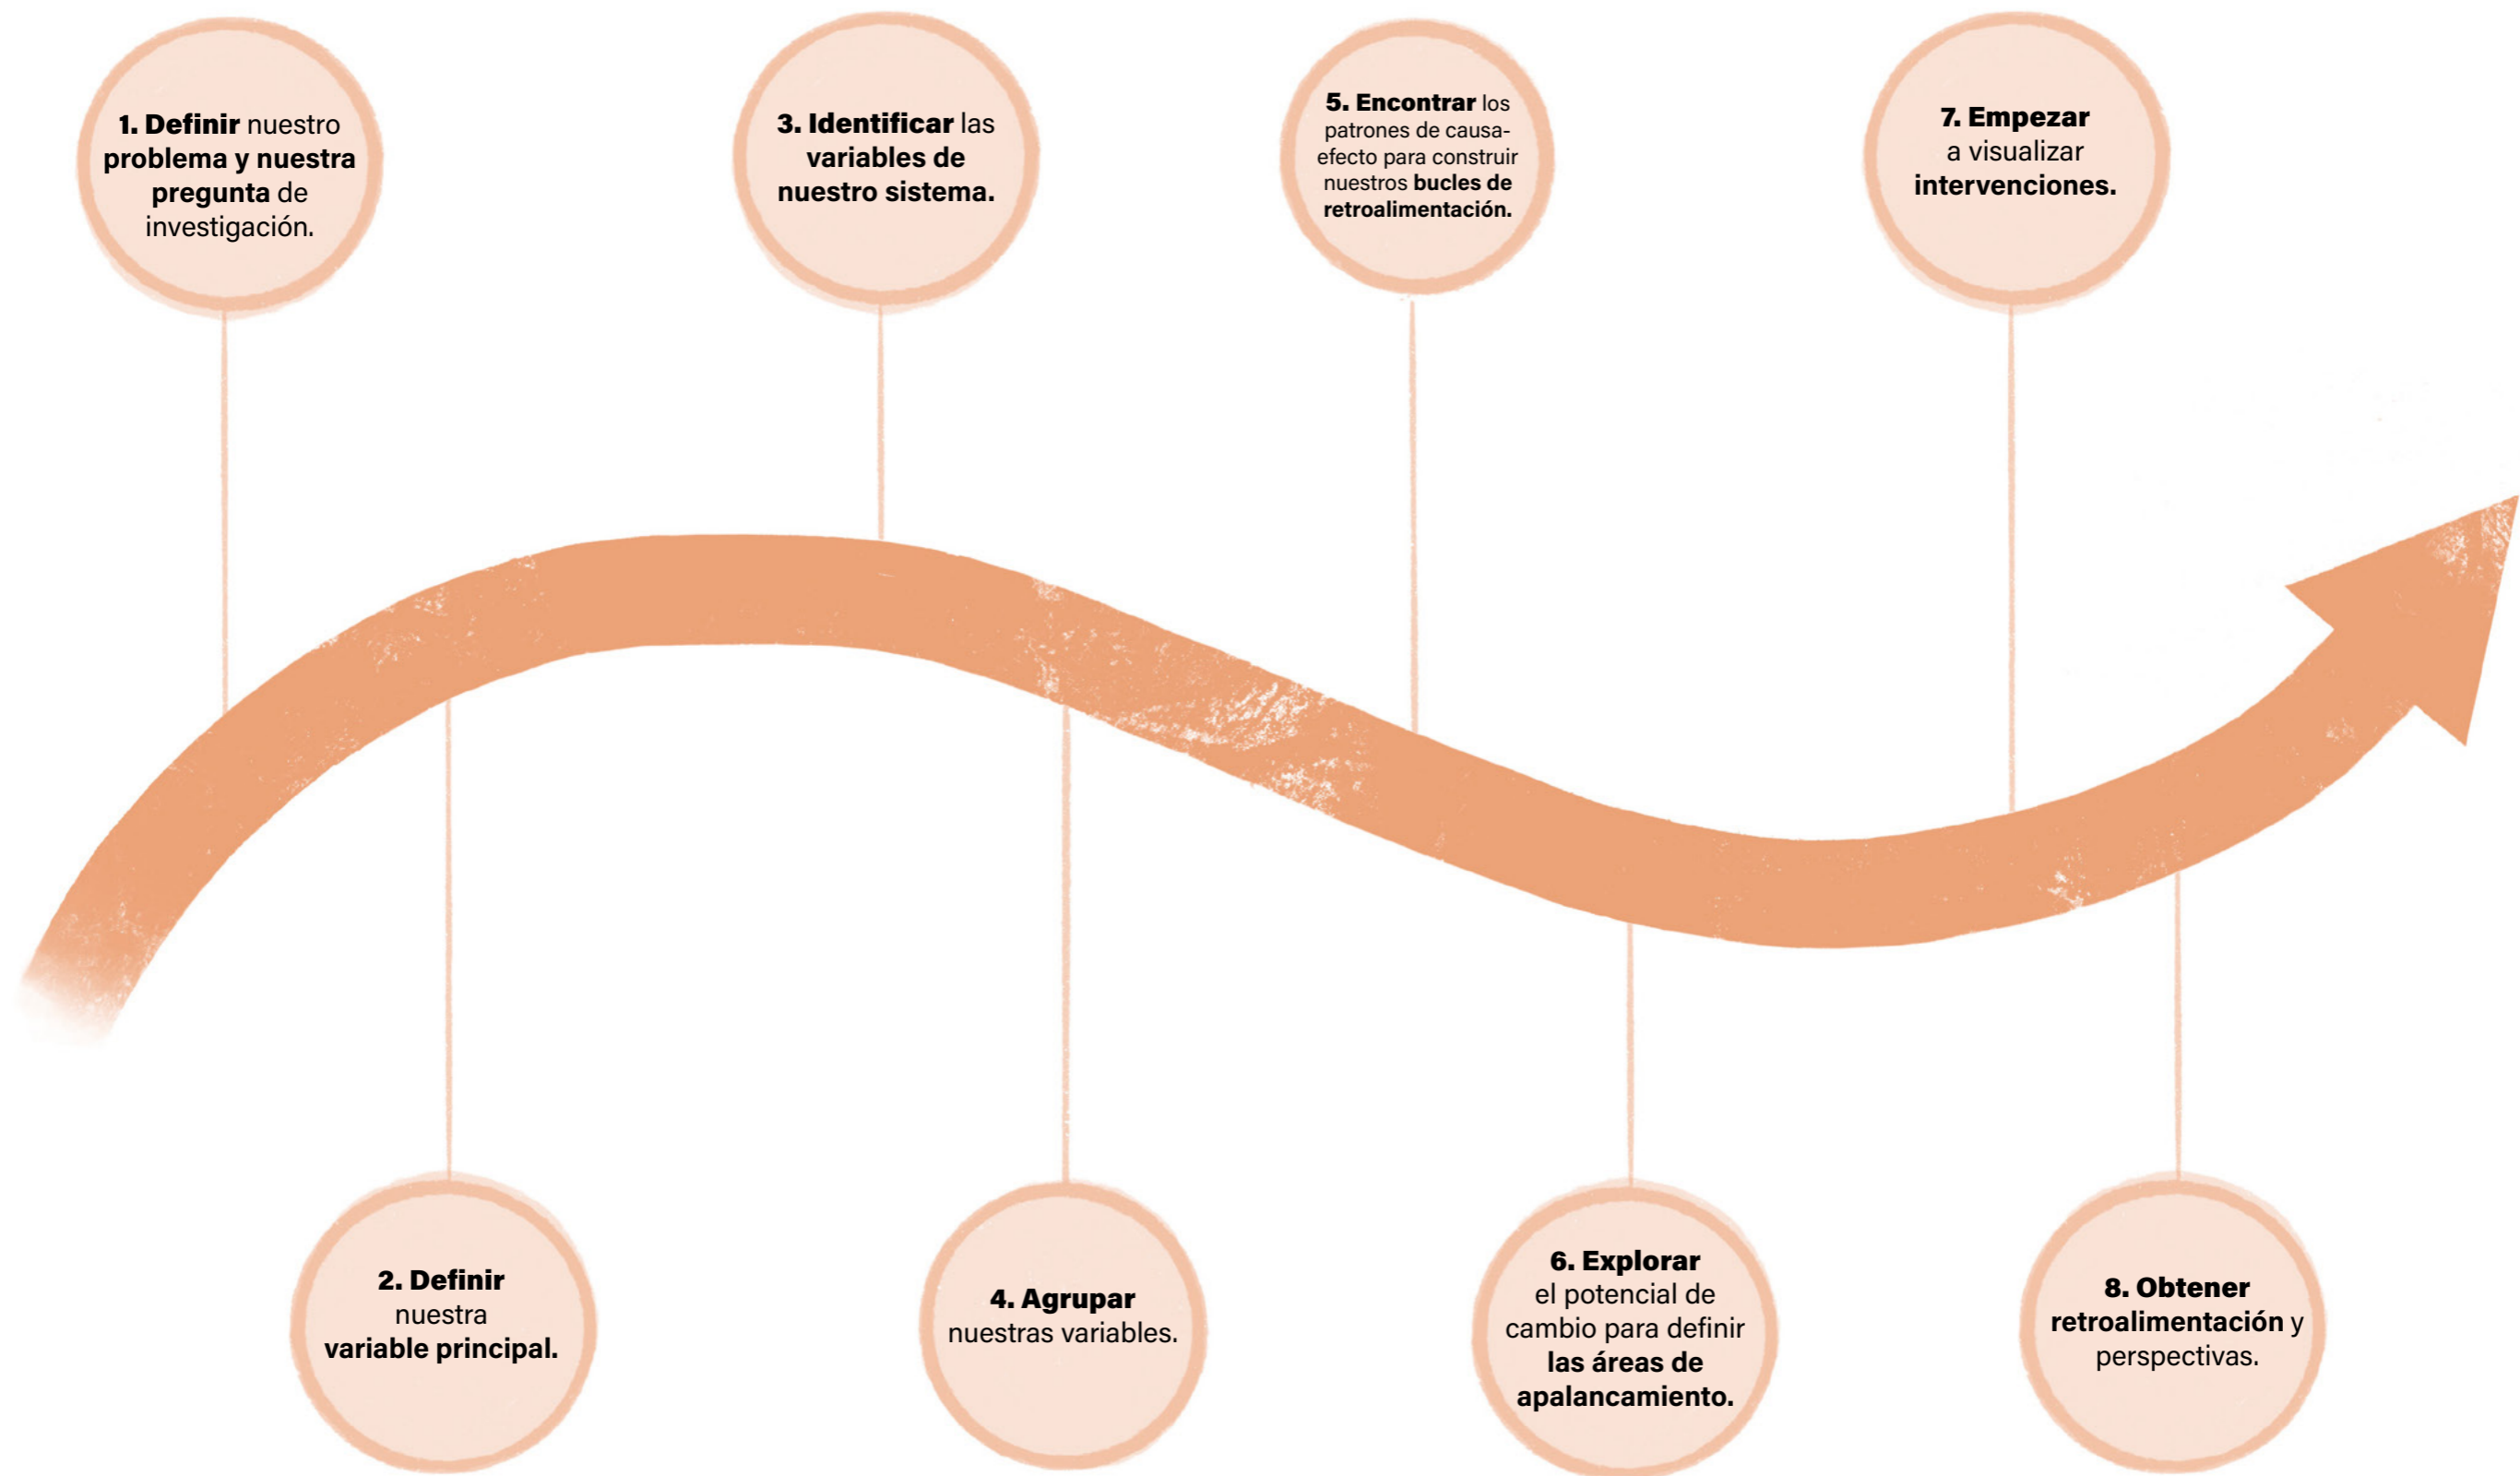 1. Definir nuestro
problema y nuestra
pregunta de
investigación.
2. Definir
nuestra
variable principal.
3. Identificar las
variables de
nuestro sistema.
4. Agrupar
nuestras variables.
5. Encontrar los
patrones de causa-
efecto para construir
nuestros bucles de
retroalimentación.
6. Explorar
el potencial de
cambio para definir
las áreas de
apalancamiento.
7. Empezar
a visualizar
intervenciones.
8. Obtener
retroalimentación y
perspectivas.